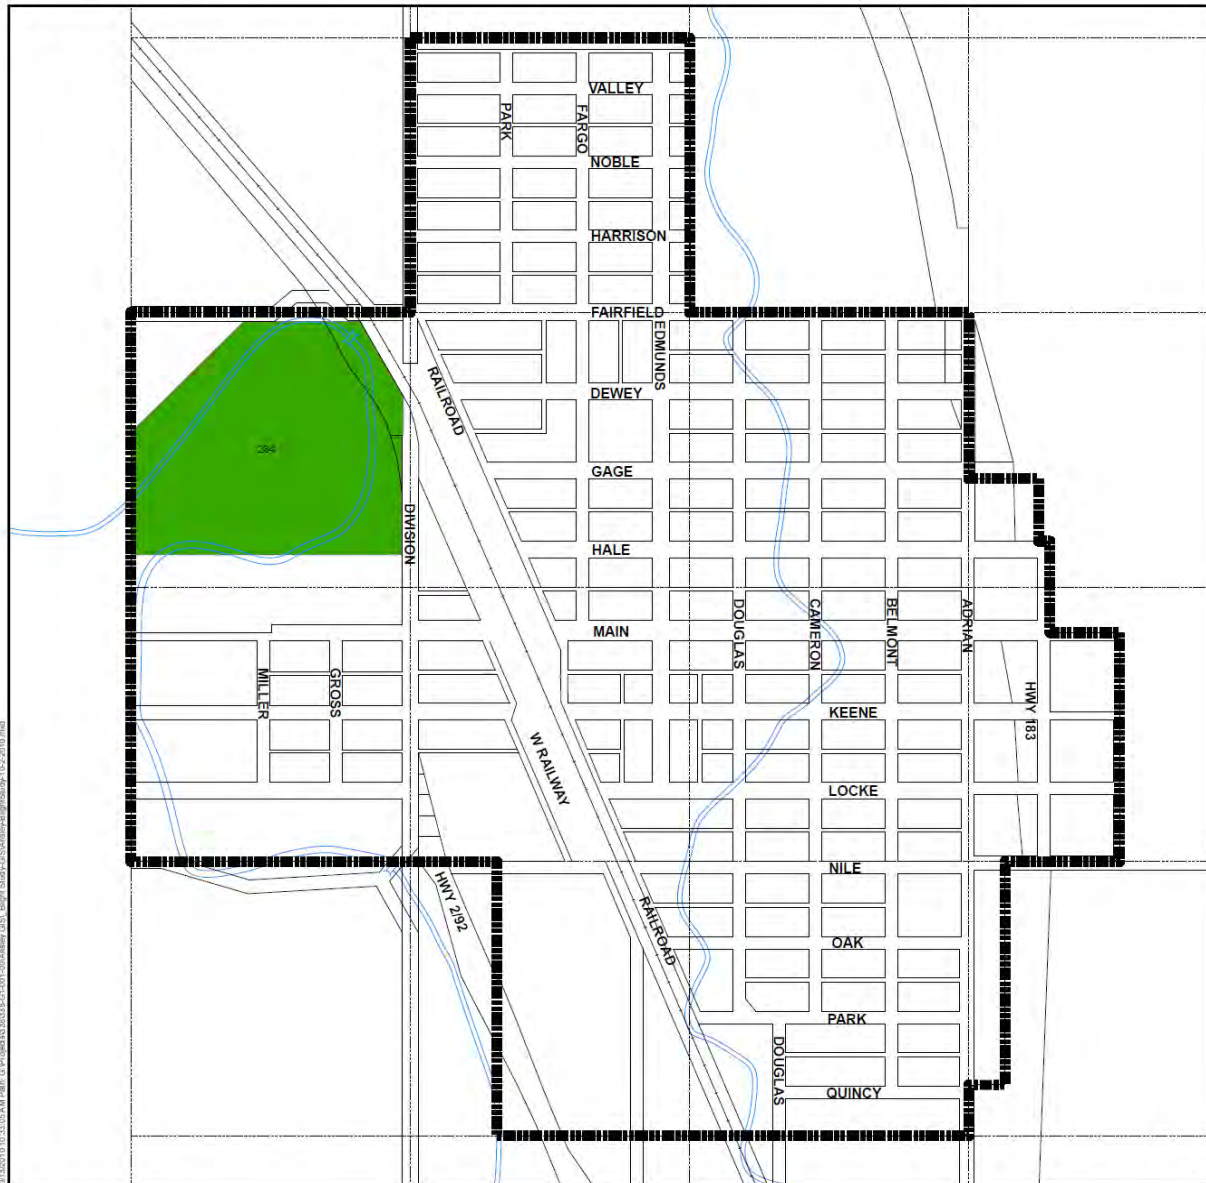 VALLEY
PARK
FARGO
NOBLE
HARRISON
FAIRFIELD
EDMUNDS
RAILROAD
DEWEY
284
GAGE
DIVISION
HALE
MAIN
DOUGLAS
CAMERON
BELMONT
ADRIAN
MILLER
GROSS
HWY 183
KEENE
W RAILWAY
LOCKE
NILE
HWY 2/92
RAILROAD
OAK
PARK
DOUGLAS
QUINCY